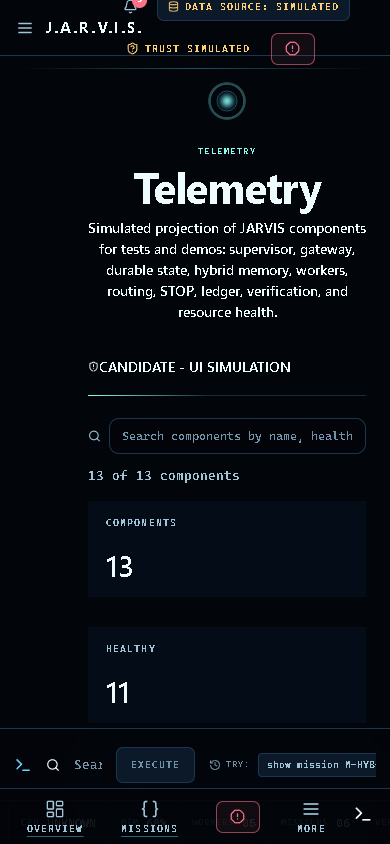 J.A.R.V.I.S.
DATA SOURCE: SIMULATED
TRUST SIMULATED
TELEMETRY
Telemetry
Simulated projection of JARVIS components
for tests and demos: supervisor, gateway,
durable state, hybrid memory, workers,
routing, STOP, ledger, verification, and
resource health.
CANDIDATE - UI SIMULATION
Search components by name, health
13 of 13 components
COMPONENTS
13
HEALTHY
11
Sear
EXECUTE
TRY:
show mission M-HYB
OVERVIEW
MISSIONS
MORE